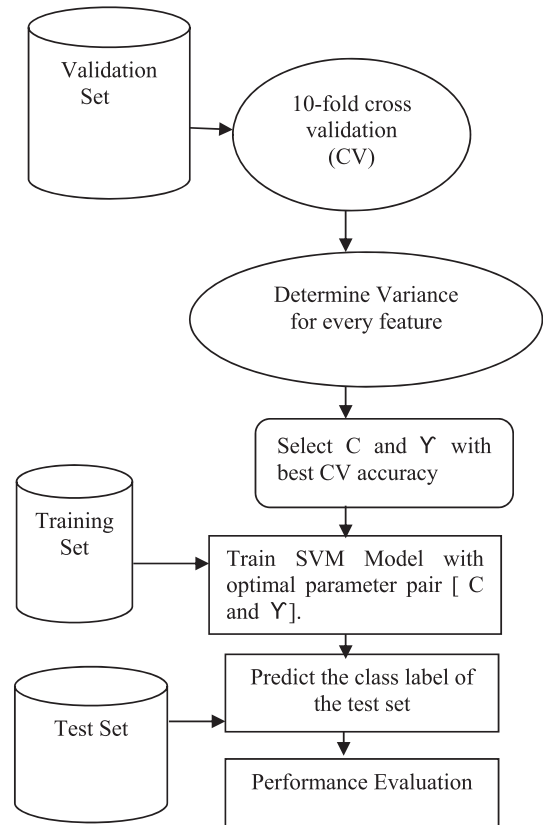 Validation
Set
10-fold cross
validation
(CV)
Determine Variance
for every feature
Select C and ϒ with
best CV accuracy
Training
Set
Train SVM Model with
optimal parameter pair [ C
and ϒ].
Predict the class label of
the test set
Test Set
Performance Evaluation